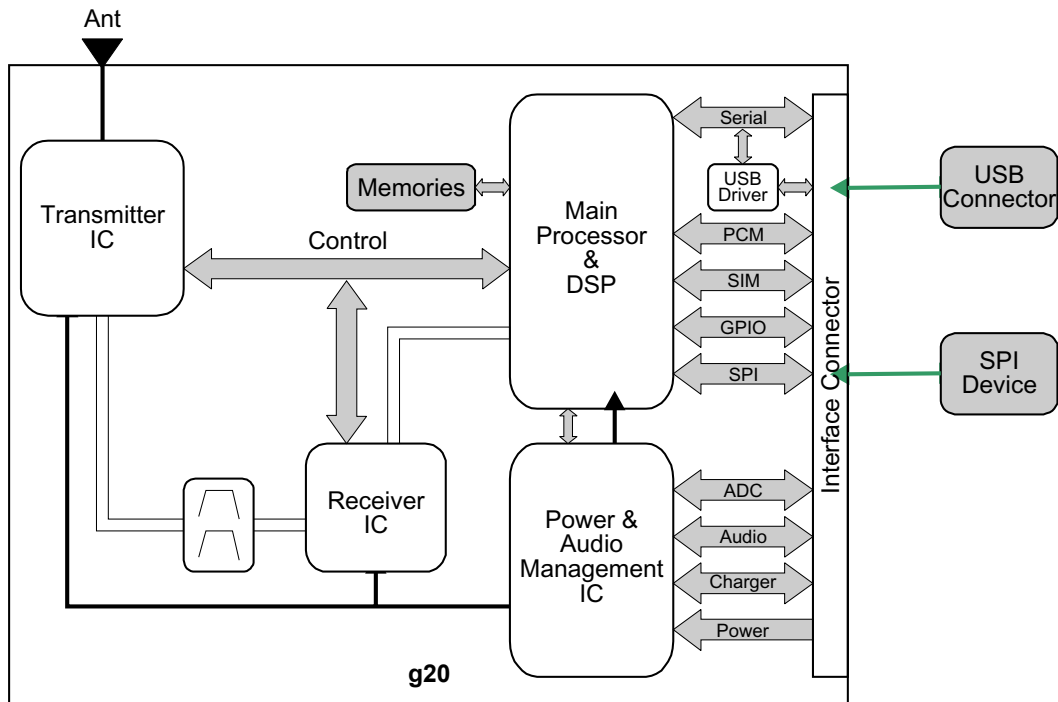 Ant
Transmitter
IC
Memories
Control
Main
Processor
&
DSP
Serial
USB
Driver
PCM
SIM
GPIO
SPI
Interface Connector
USB
Connector
SPI
Device
Receiver
IC
Power &
Audio
Management
IC
ADC
Audio
Charger
Power
g20